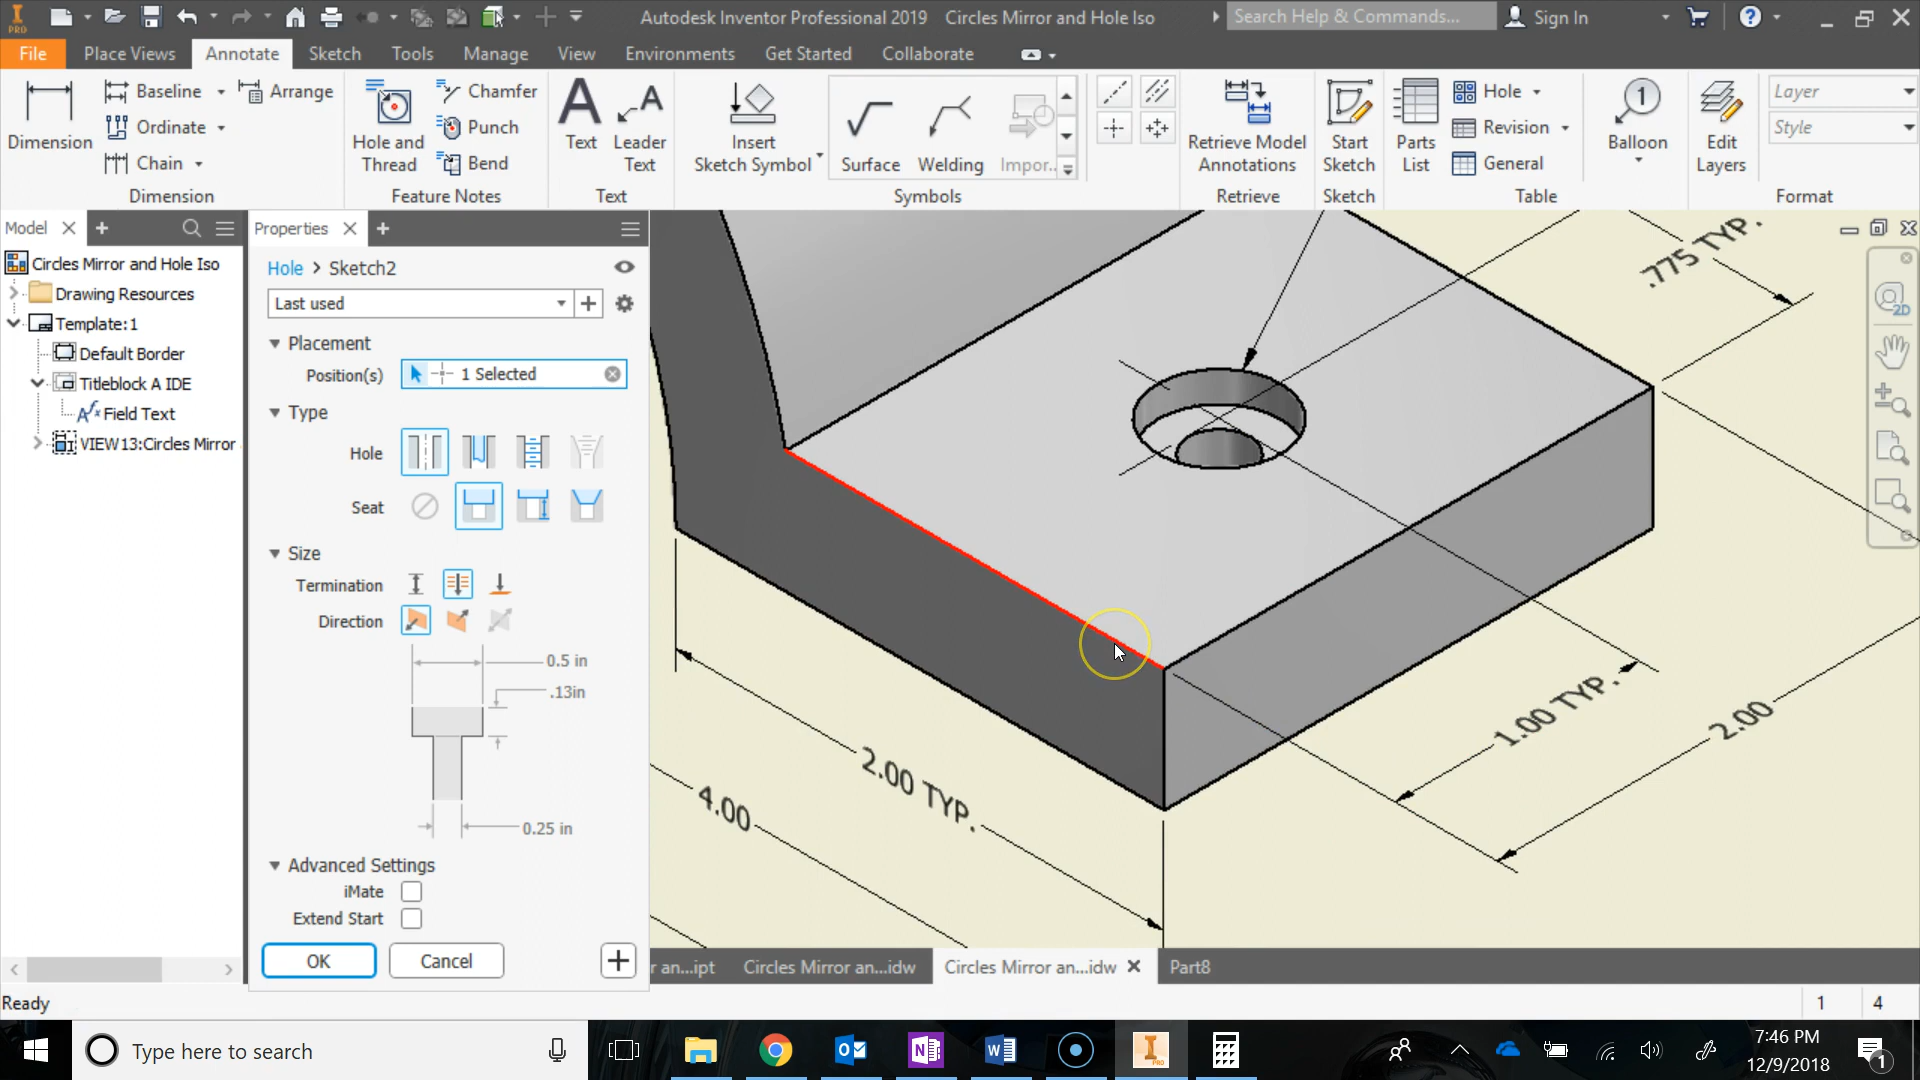 PRO
Autodesk Inventor Professional 2019 Circles Mirror and Hole Iso
Search Help & Commands...
Sign In
File Place Views Annotate Sketch Tools Manage View Environments Get Started Collaborate
Dimension
Baseline
Ordinate
Chain
Arrange
Dimension
Hole and Thread
Chamfer
Punch
Bend
Feature Notes
Text
Leader Text
Text
Insert Sketch Symbol
Surface
Welding
Impor..
Symbols
Retrieve Model Annotations
Retrieve
Start Sketch
Sketch
Parts List
Hole
Revision
General
Table
1
Balloon
Edit Layers
Layer
Style
Format
Model
Circles Mirror and Hole Iso
Drawing Resources
Template:1
Default Border
Titleblock A IDE
Field Text
VIEW13:Circles Mirror
Properties
Hole > Sketch2
Last used
Placement
Position(s) 1 Selected
Type
Hole
Seat
Size
Termination
Direction
0.5 in
.13in
0.25 in
Advanced Settings
iMate
Extend Start
OK Cancel
.775 TYP.
2D
1.00 TYP.
2.00
2.00 TYP.
4.00
r an...ipt Circles Mirror an...idw Circles Mirror an...idw Part8
Ready 1 4
Type here to search
PRO
7:46 PM
12/9/2018
1